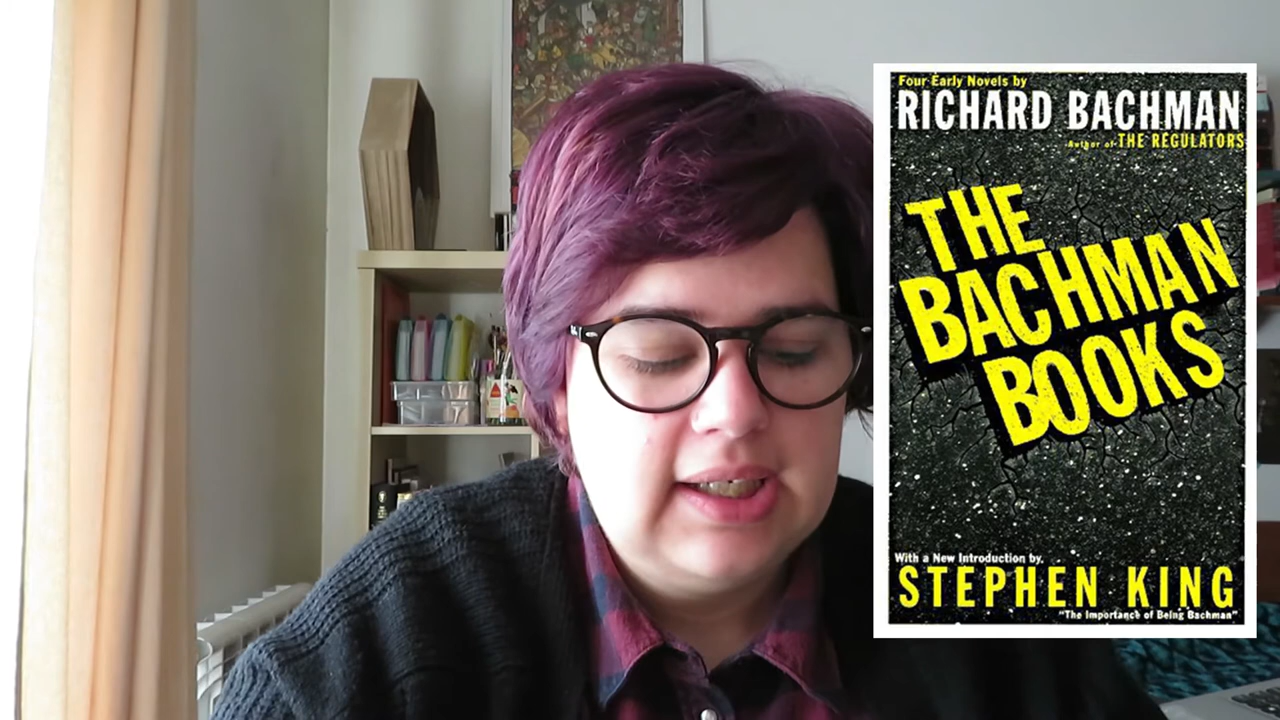 Four Early Novels by
RICHARD BACHMAN
Author of THE REGULATORS
THE
BACHMAN
BOOKS
With a New Introduction by
STEPHEN KING
"The Importance of Being Bachman"